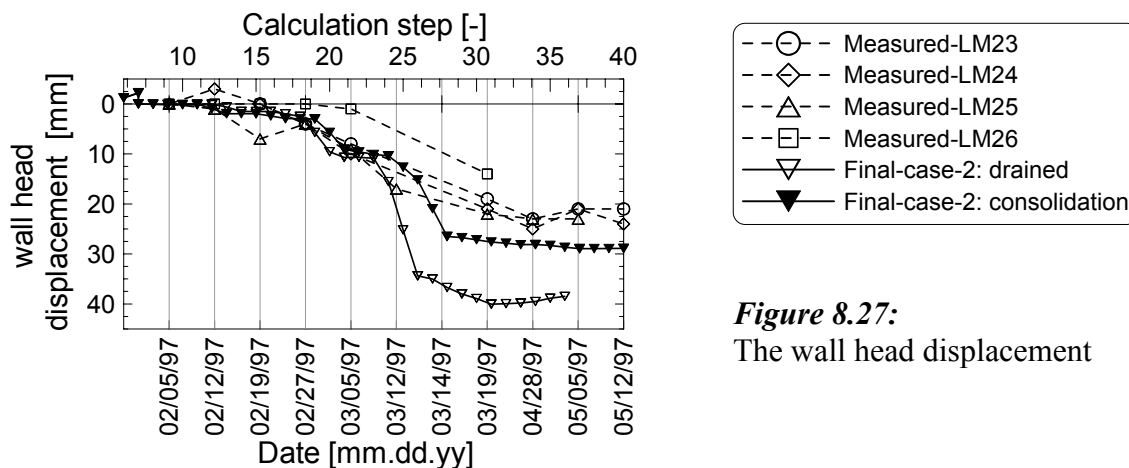 Calculation step [-]
10 15 20 25 30 35 40
0
10
20
30
40
wall head
displacement [mm]
02/05/97
02/12/97
02/19/97
02/27/97
03/05/97
03/12/97
03/14/97
03/19/97
04/28/97
05/05/97
05/12/97
Date [mm.dd.yy]
Measured-LM23
Measured-LM24
Measured-LM25
Measured-LM26
Final-case-2: drained
Final-case-2: consolidation
Figure 8.27:
The wall head displacement